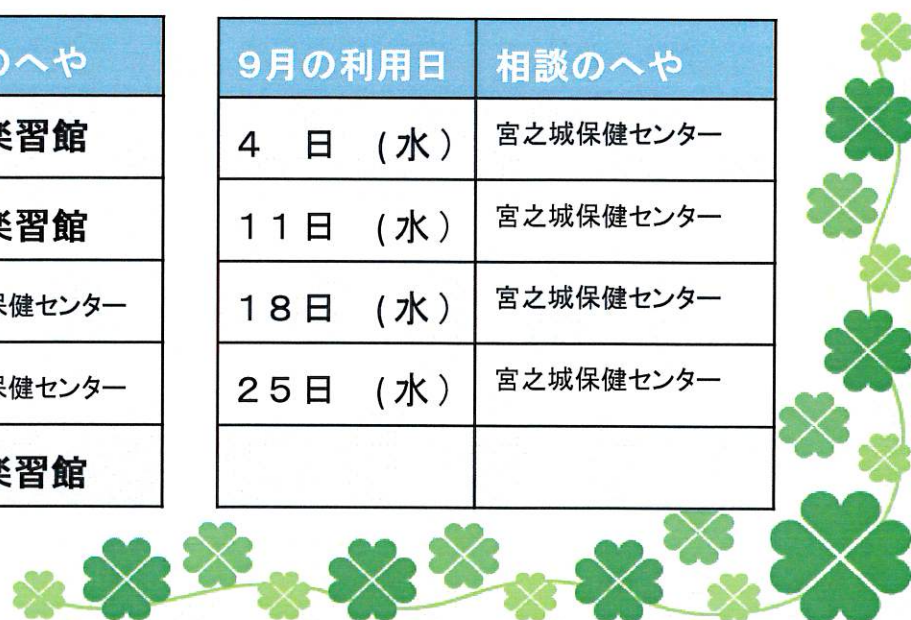 のへや
楽習館
楽習館
保健センター
保健センター
楽習館
9月の利用日 相談のへや
4 日 (水) 宮之城保健センター
11日 (水) 宮之城保健センター
18日 (水) 宮之城保健センター
25日 (水) 宮之城保健センター